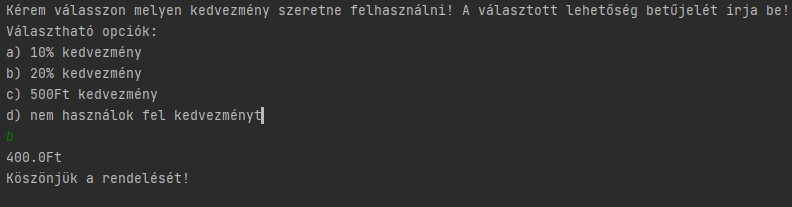 Kérem válasszon melyen kedvezmény szeretne felhasználni! A választott lehetőség betűjelét írja be!
Választható opciók:
a) 10% kedvezmény
b) 20% kedvezmény
c) 500Ft kedvezmény
d) nem használok fel kedvezményt
b
400.0Ft
Köszönjük a rendelését!